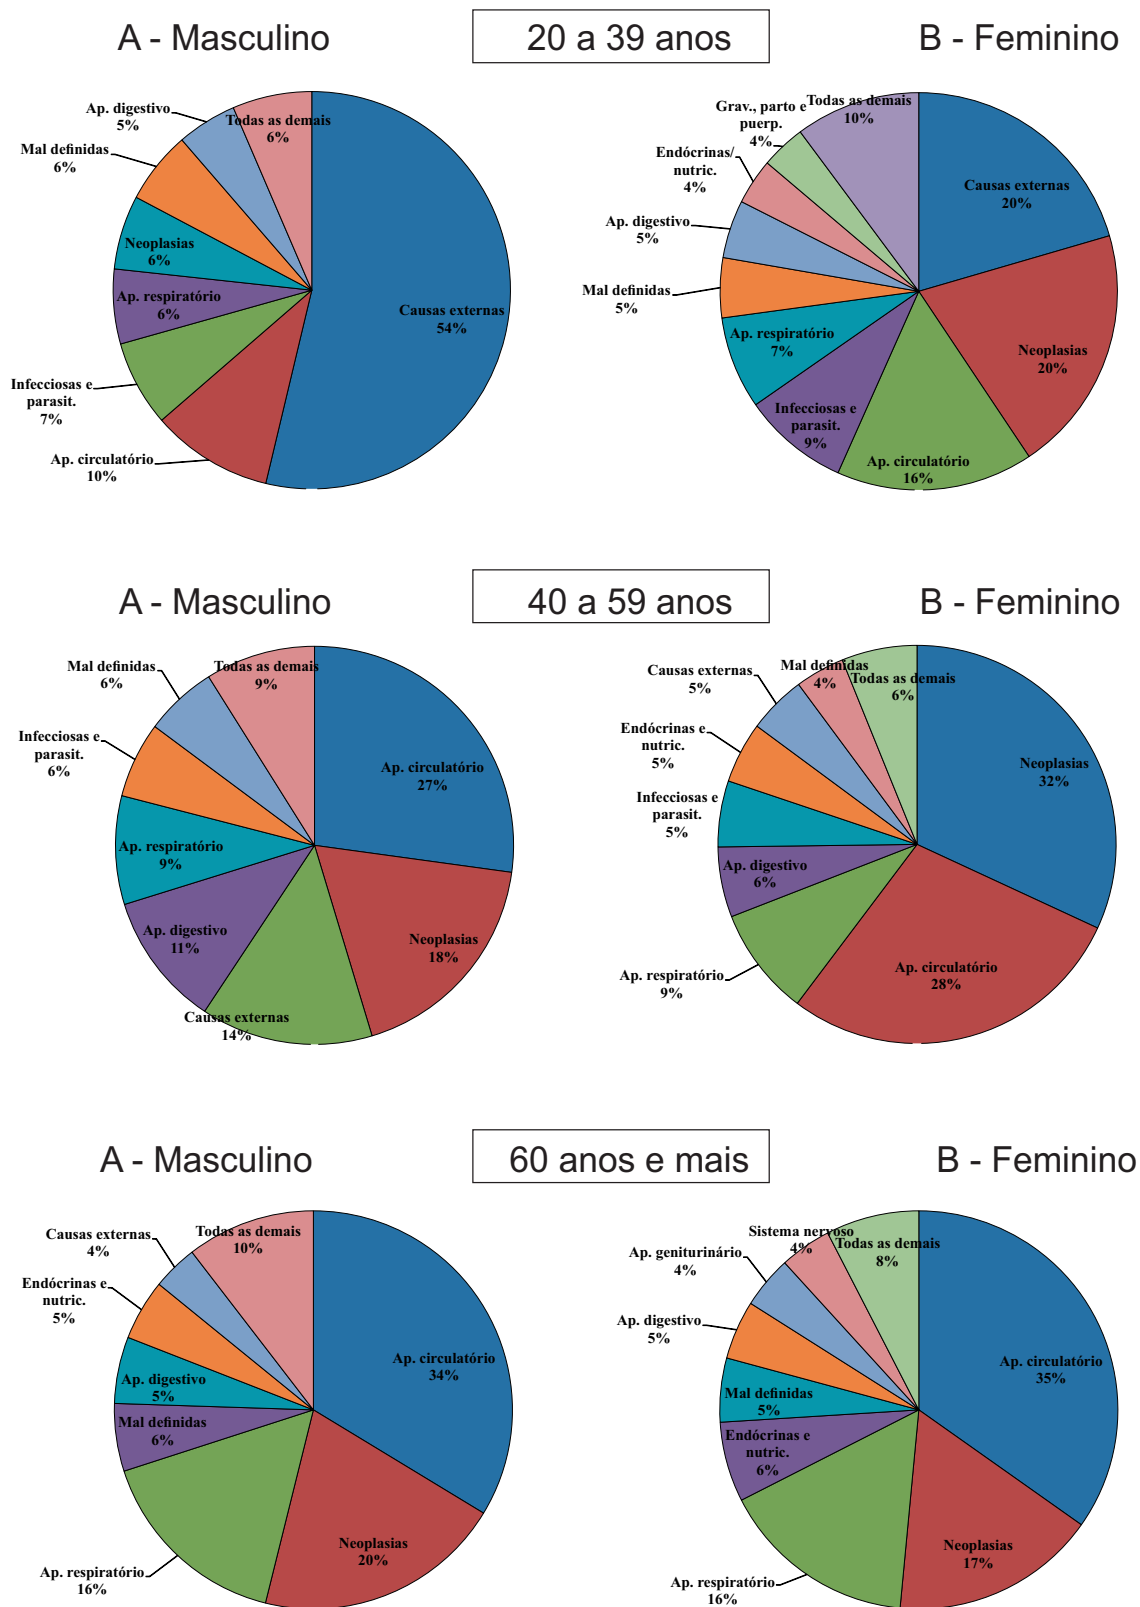 A - Masculino
20 a 39 anos
B - Feminino
Ap. digestivo
5%
Todas as demais
6%
Mal definidas
6%
Neoplasias
6%
Ap. respiratório
6%
Causas externas
54%
Infecciosas e
parasit.
7%
Ap. circulatório
10%
Grav., parto e
puerp.
4%
Todas as demais
10%
Endócrinas/
nutric.
4%
Causas externas
20%
Ap. digestivo
5%
Mal definidas
5%
Ap. respiratório
7%
Neoplasias
20%
Infecciosas e
parasit.
9%
Ap. circulatório
16%
A - Masculino
40 a 59 anos
B - Feminino
Mal definidas
6%
Todas as demais
9%
Infecciosas e
parasit.
6%
Ap. circulatório
27%
Ap. respiratório
9%
Ap. digestivo
11%
Neoplasias
18%
Causas externas
14%
Causas externas
5%
Mal definidas
4%
Todas as demais
6%
Endócrinas e
nutric.
5%
Neoplasias
32%
Infecciosas e
parasit.
5%
Ap. digestivo
6%
Ap. respiratório
9%
Ap. circulatório
28%
A - Masculino
60 anos e mais
B - Feminino
Causas externas
4%
Todas as demais
10%
Endócrinas e
nutric.
5%
Ap. circulatório
34%
Ap. digestivo
5%
Mal definidas
6%
Neoplasias
20%
Ap. respiratório
16%
Sistema nervoso
4%
Todas as demais
8%
Ap. geniturinário
4%
Ap. digestivo
5%
Ap. circulatório
35%
Mal definidas
5%
Endócrinas e
nutric.
6%
Neoplasias
17%
Ap. respiratório
16%